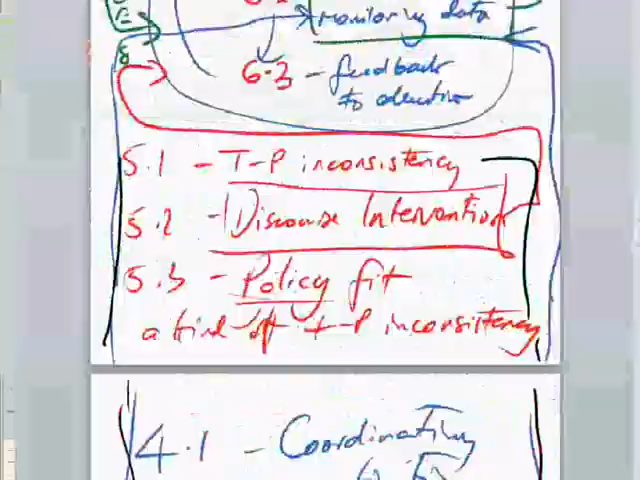 monitoring data
6.3 - feedback
to
5.1 - T-P inconsistency
5.2 - Discourse Intervention
5.3 - Policy fit
a kind of T-P inconsistency
4.1 - Coordinating